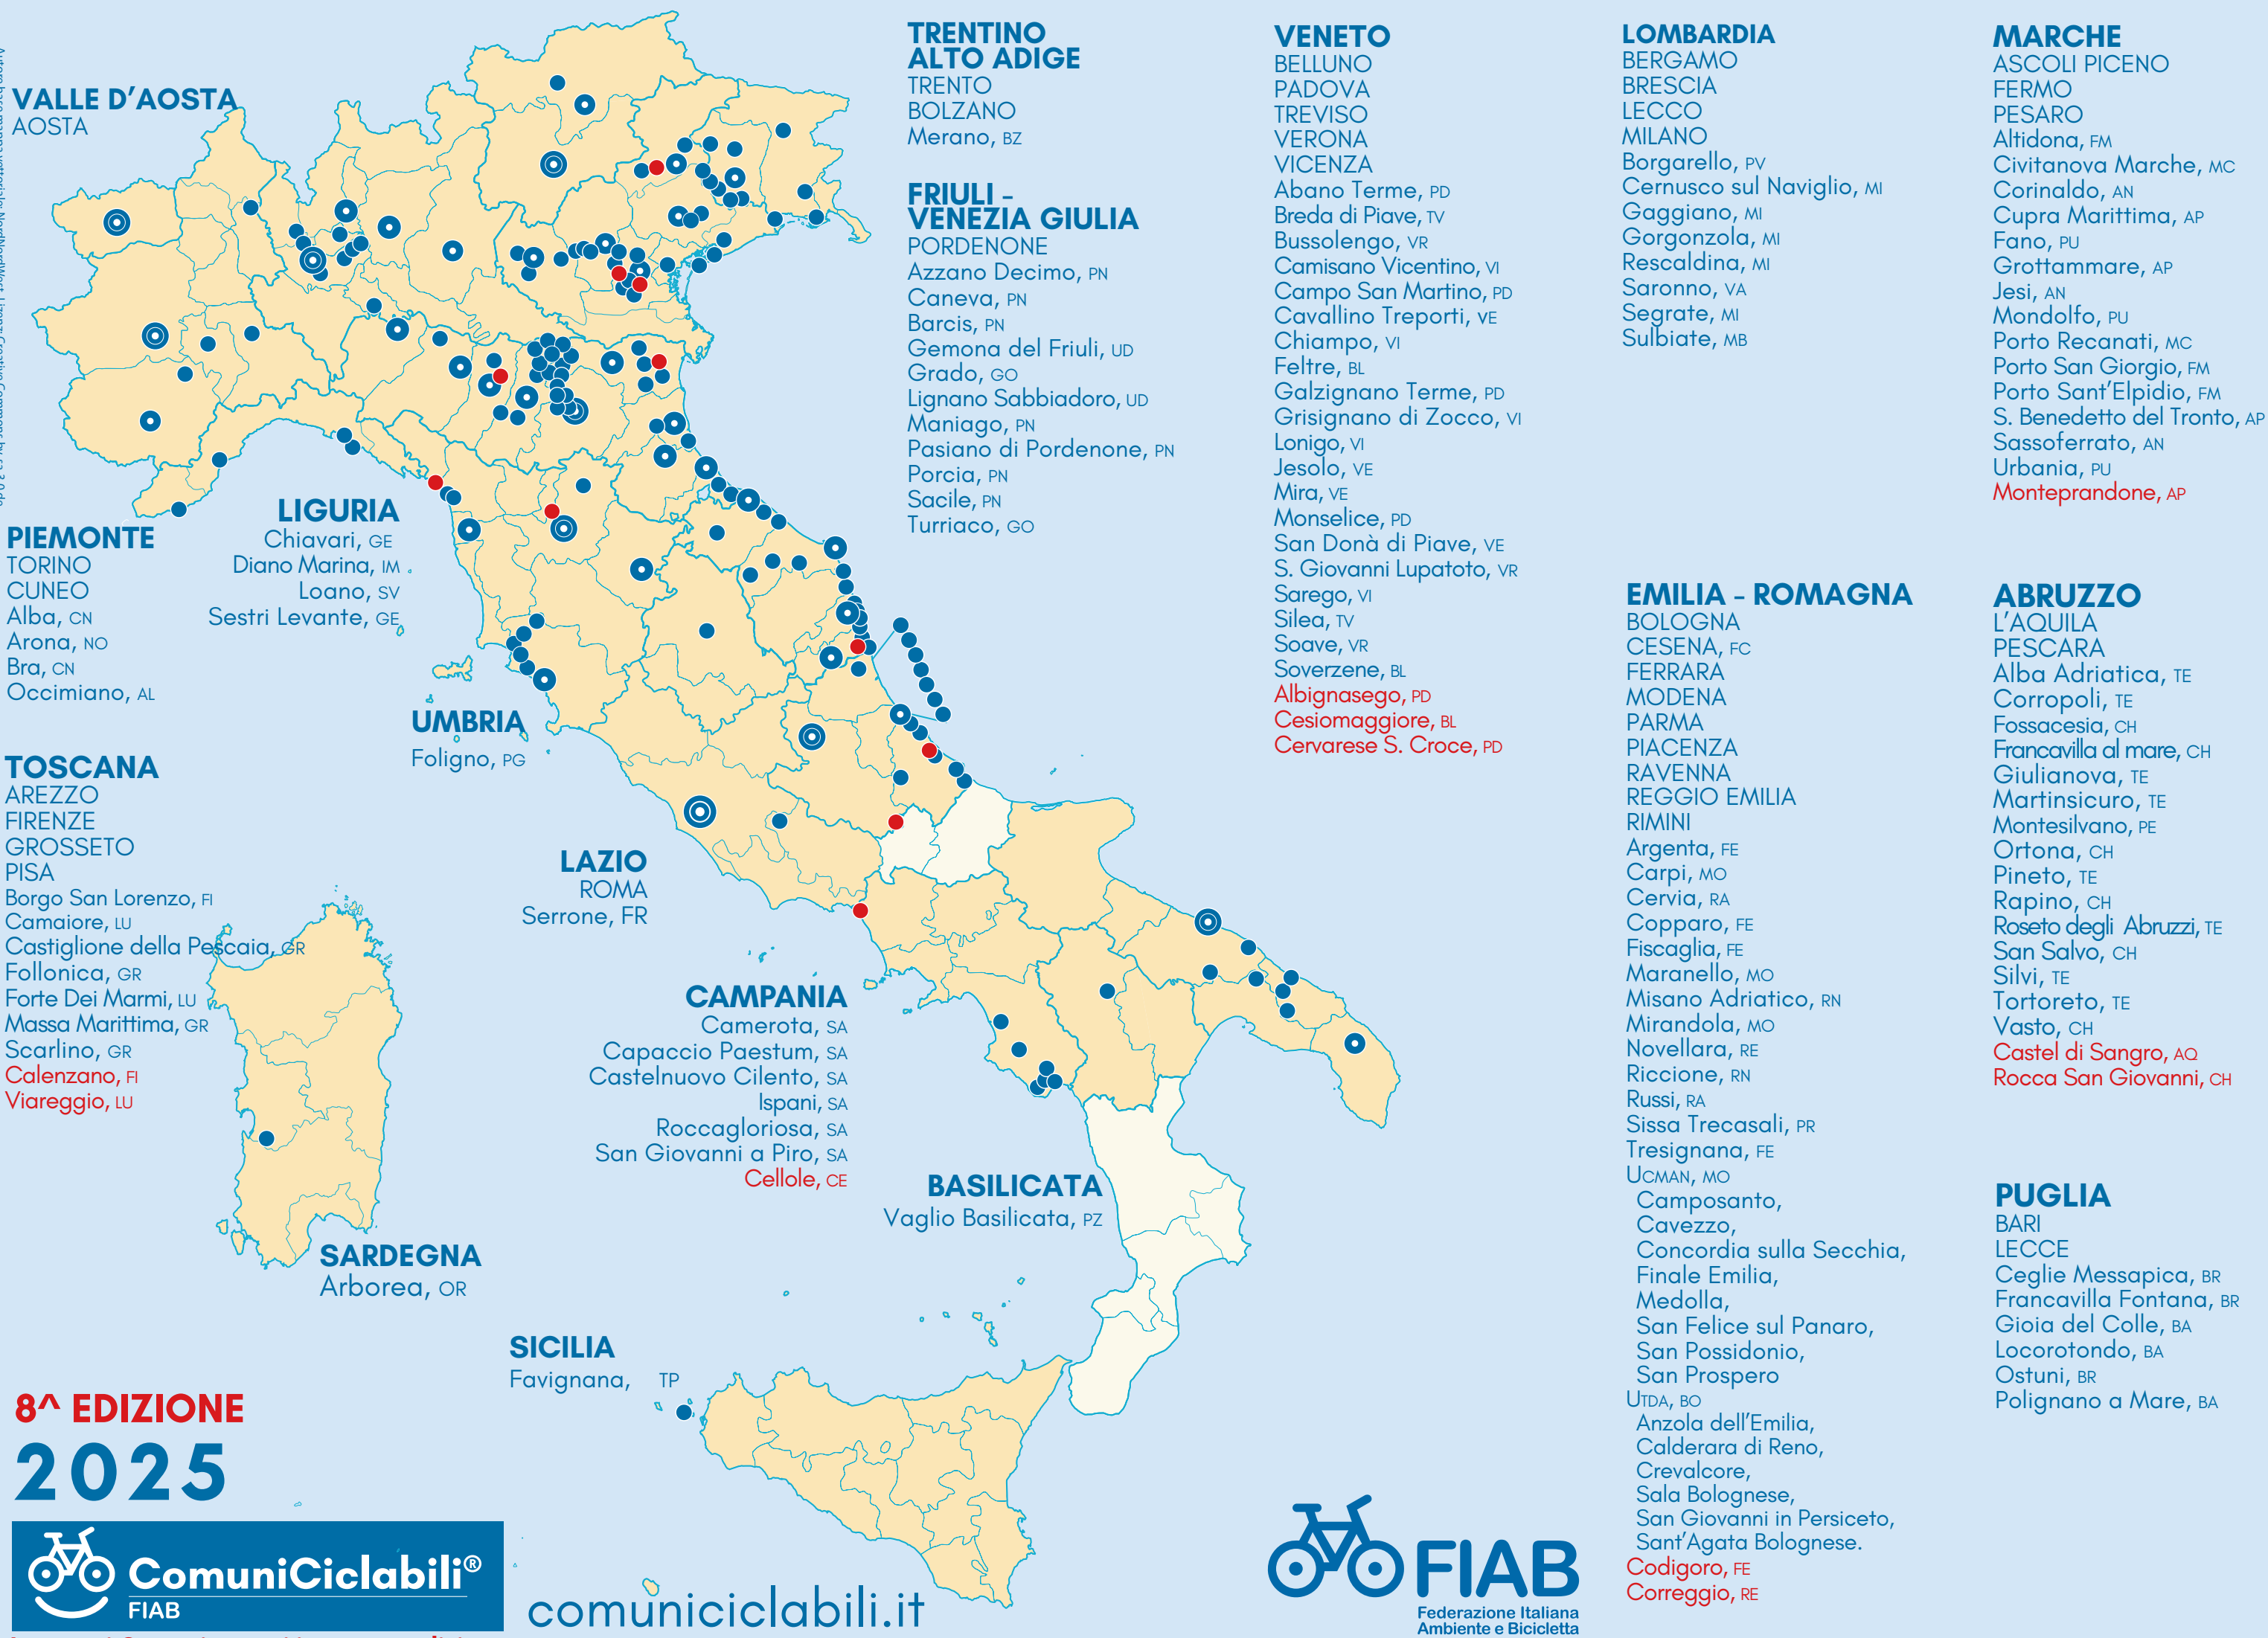 VALLE D'AOSTA
AOSTA
PIEMONTE
TORINO
CUNEO
Alba, CN
Arona, NO
Bra, CN
Occimiano, AL
LIGURIA
Chiavari, GE
Diano Marina, IM
Loano, SV
Sestri Levante, GE
TOSCANA
AREZZO
FIRENZE
GROSSETO
PISA
Borgo San Lorenzo, FI
Camaiore, LU
Castiglione della Pescaia, GR
Follonica, GR
Forte Dei Marmi, LU
Massa Marittima, GR
Scarlino, GR
Calenzano, FI
Viareggio, LU
UMBRIA
Foligno, PG
LAZIO
ROMA
Serrone, FR
CAMPANIA
Camerota, SA
Capaccio Paestum, SA
Castelnuovo Cilento, SA
Ispani, SA
Roccagloriosa, SA
San Giovanni a Piro, SA
Cellole, CE
BASILICATA
Vaglio Basilicata, PZ
SARDEGNA
Arborea, OR
SICILIA
Favignana, TP
TRENTINO
ALTO ADIGE
TRENTO
BOLZANO
Merano, BZ
FRIULI -
VENEZIA GIULIA
PORDENONE
Azzano Decimo, PN
Caneva, PN
Barcis, PN
Gemona del Friuli, UD
Grado, GO
Lignano Sabbiadoro, UD
Maniago, PN
Pasiano di Pordenone, PN
Porcia, PN
Sacile, PN
Turriaco, GO
VENETO
BELLUNO
PADOVA
TREVISO
VERONA
VICENZA
Abano Terme, PD
Breda di Piave, TV
Bussolengo, VR
Camisano Vicentino, VI
Campo San Martino, PD
Cavallino Treporti, VE
Chiampo, VI
Feltre, BL
Galzignano Terme, PD
Grisignano di Zocco, VI
Lonigo, VI
Jesolo, VE
Mira, VE
Monselice, PD
San Donà di Piave, VE
S. Giovanni Lupatoto, VR
Sarego, VI
Silea, TV
Soave, VR
Soverzene, BL
Albignasego, PD
Cesiomaggiore, BL
Cervarese S. Croce, PD
LOMBARDIA
BERGAMO
BRESCIA
LECCO
MILANO
Borgarello, PV
Cernusco sul Naviglio, MI
Gaggiano, MI
Gorgonzola, MI
Rescaldina, MI
Saronno, VA
Segrate, MI
Sulbiate, MB
EMILIA - ROMAGNA
BOLOGNA
CESENA, FC
FERRARA
MODENA
PARMA
PIACENZA
RAVENNA
REGGIO EMILIA
RIMINI
Argenta, FE
Carpi, MO
Cervia, RA
Copparo, FE
Fiscaglia, FE
Maranello, MO
Misano Adriatico, RN
Mirandola, MO
Novellara, RE
Riccione, RN
Russi, RA
Sissa Trecasali, PR
Tresignana, FE
UCMAN, MO
Camposanto,
Cavezzo,
Concordia sulla Secchia,
Finale Emilia,
Medolla,
San Felice sul Panaro,
San Possidonio,
San Prospero
UTDA, BO
Anzola dell'Emilia,
Calderara di Reno,
Crevalcore,
Sala Bolognese,
San Giovanni in Persiceto,
Sant'Agata Bolognese.
Codigoro, FE
Correggio, RE
MARCHE
ASCOLI PICENO
FERMO
PESARO
Altidona, FM
Civitanova Marche, MC
Corinaldo, AN
Cupra Marittima, AP
Fano, PU
Grottammare, AP
Jesi, AN
Mondolfo, PU
Porto Recanati, MC
Porto San Giorgio, FM
Porto Sant'Elpidio, FM
S. Benedetto del Tronto, AP
Sassoferrato, AN
Urbania, PU
Monteprandone, AP
ABRUZZO
L'AQUILA
PESCARA
Alba Adriatica, TE
Corropoli, TE
Fossacesia, CH
Francavilla al mare, CH
Giulianova, TE
Martinsicuro, TE
Montesilvano, PE
Ortona, CH
Pineto, TE
Rapino, CH
Roseto degli Abruzzi, TE
San Salvo, CH
Silvi, TE
Tortoreto, TE
Vasto, CH
Castel di Sangro, AQ
Rocca San Giovanni, CH
PUGLIA
BARI
LECCE
Ceglie Messapica, BR
Francavilla Fontana, BR
Gioia del Colle, BA
Locorotondo, BA
Ostuni, BR
Polignano a Mare, BA
8^ EDIZIONE
2025
ComuniCiclabili®
FIAB
comuniciclabili.it
FIAB
Federazione Italiana
Ambiente e Bicicletta